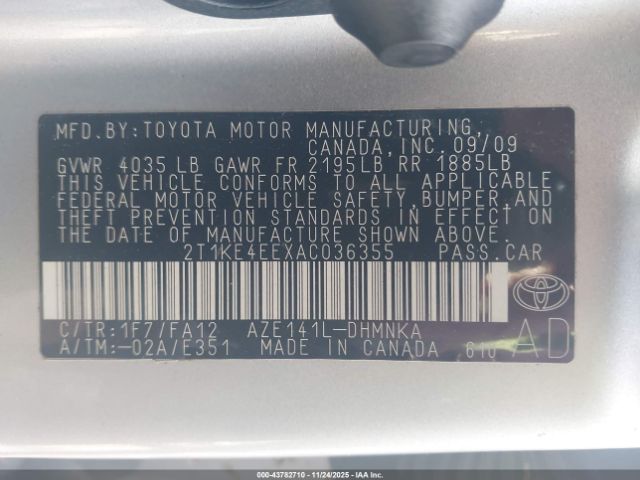 MFD.BY:TOYOTA MOTOR MANUFACTURING,
CANADA, INC. 09/09
GVWR 4035 LB GAWR FR 2195LB, RR 1885LB
THIS VEHICLE CONFORMS TO ALL APPLICABLE
FEDERAL MOTOR VEHICLE SAFETY, BUMPER, AND
THEFT PREVENTION STANDARDS IN EFFECT ON
THE DATE OF MANUFACTURE SHOWN ABOVE.
2T1KE4EEXAC036355 PASS.CAR
C/TR:1F7/FA12 AZE141L-DHMNKA
A/TM:-02A/E351 MADE IN CANADA 610
AD
000-43782710 - 11/24/2025 - IAAI.com